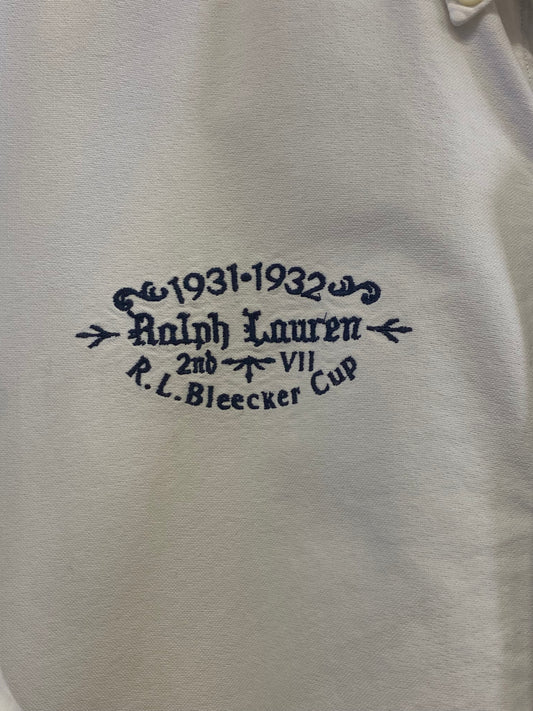 1931·1932
Ralph Lauren
2nd VII
R.L.Bleecker Cup